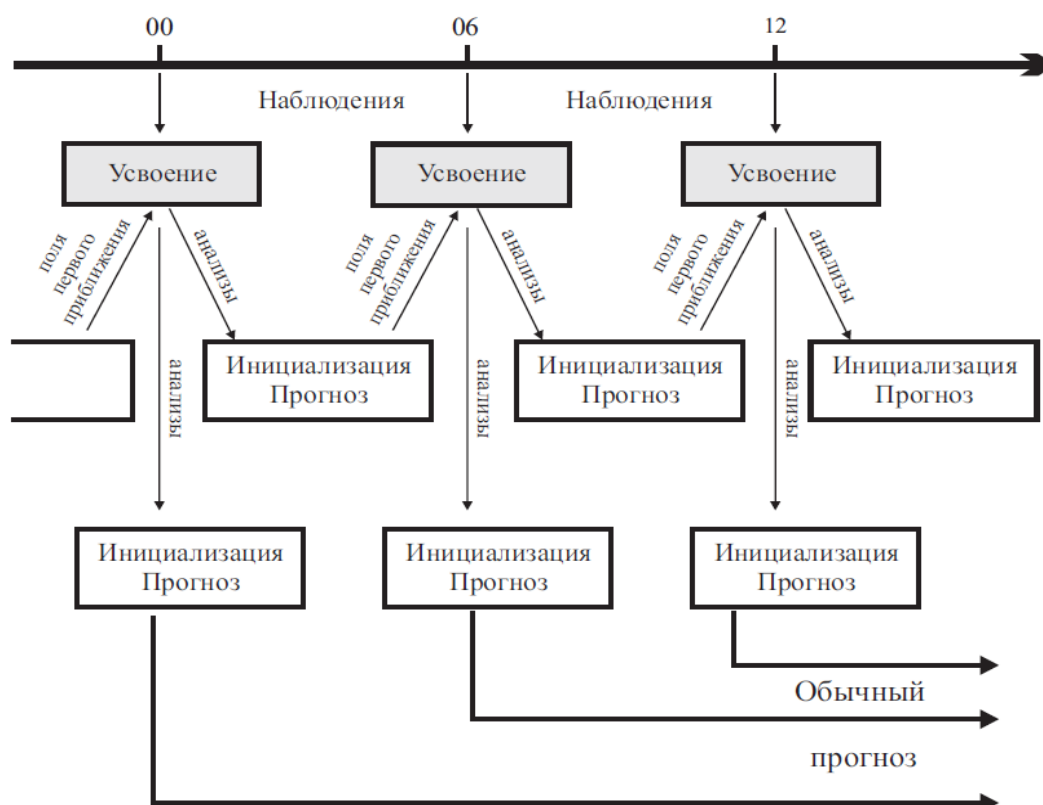 00
06
12
Наблюдения
Наблюдения
Усвоение
Усвоение
Усвоение
поля
первого
приближения
анализы
поля
первого
приближения
анализы
поля
первого
приближения
анализы
Инициализация
Прогноз
Инициализация
Прогноз
Инициализация
Прогноз
анализы
анализы
анализы
Инициализация
Прогноз
Инициализация
Прогноз
Инициализация
Прогноз
Обычный
прогноз